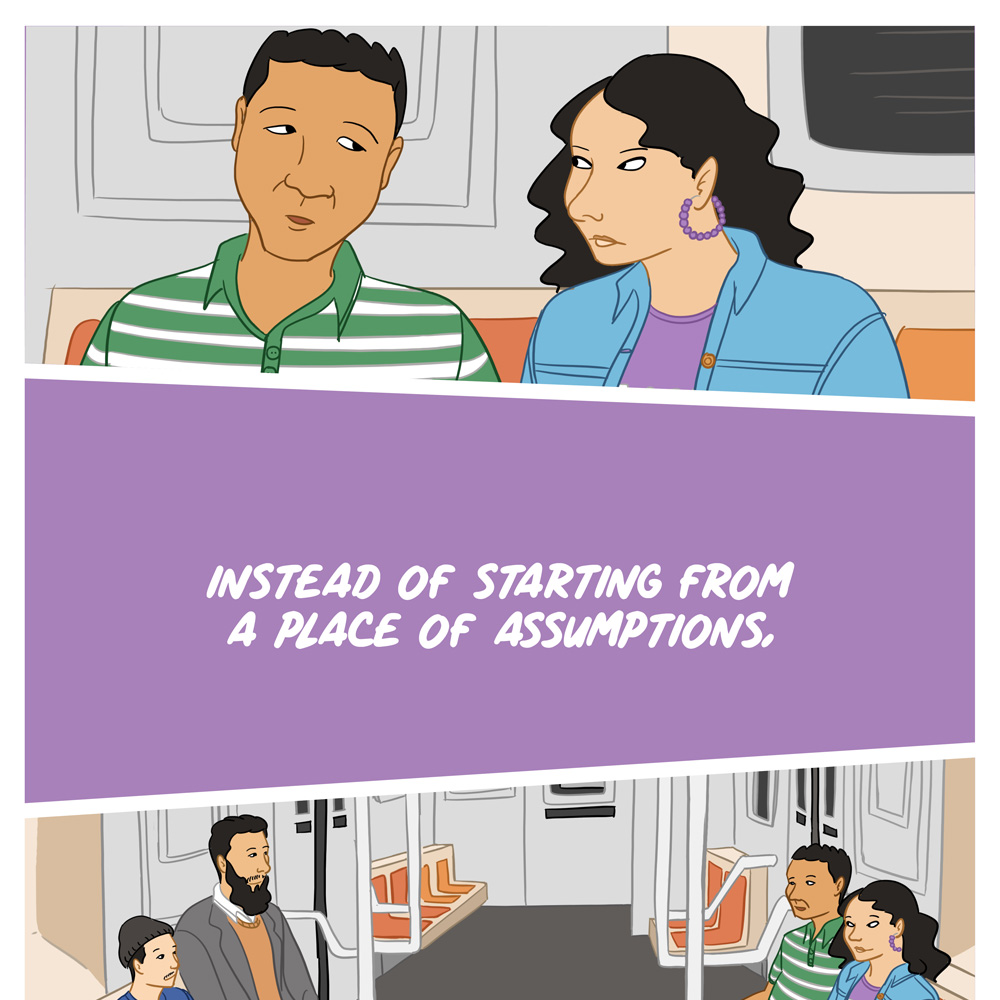 INSTEAD OF STARTING FROM
A PLACE OF ASSUMPTIONS,